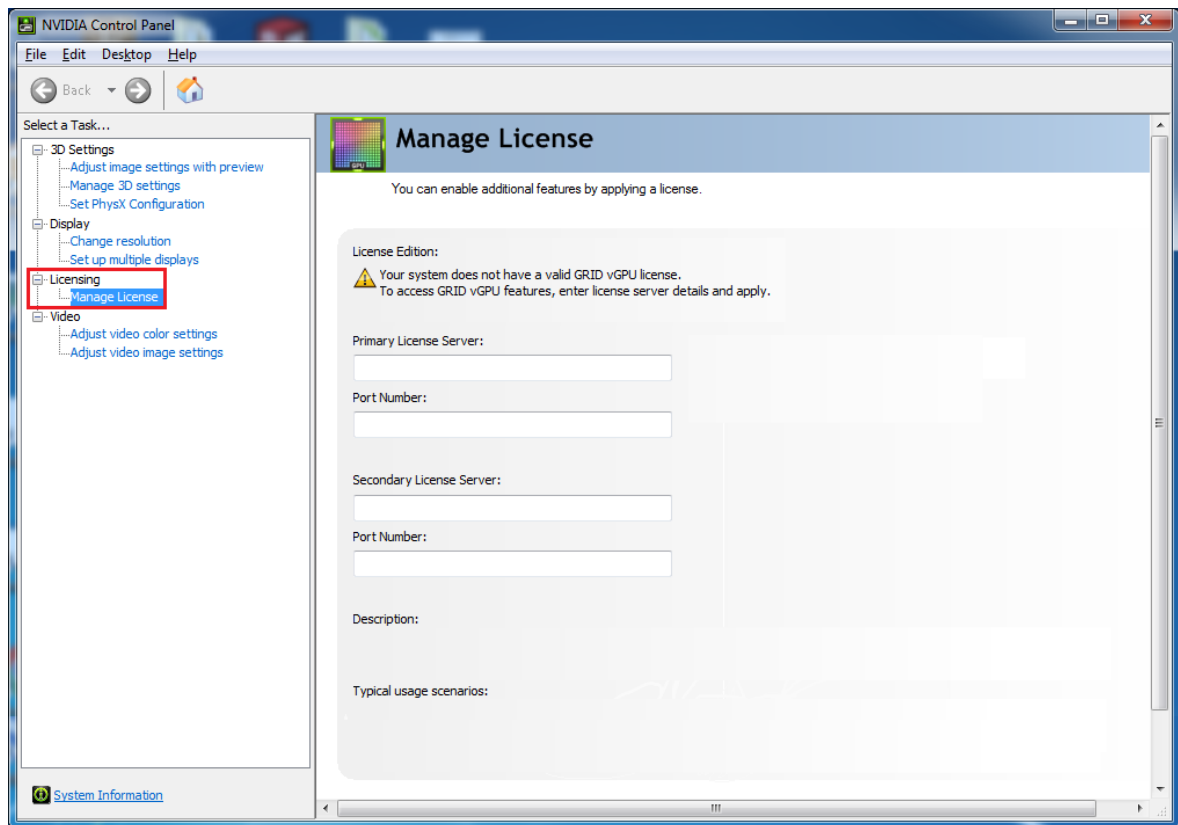 NVIDIA Control Panel
File Edit Desktop Help
Back
Select a Task...
3D Settings
Adjust image settings with preview
Manage 3D settings
Set PhysX Configuration
Display
Change resolution
Set up multiple displays
Licensing
Manage License
Video
Adjust video color settings
Adjust video image settings
System Information
GPU
Manage License
You can enable additional features by applying a license.
License Edition:
Your system does not have a valid GRID vGPU license.
To access GRID vGPU features, enter license server details and apply.
Primary License Server:
Port Number:
Secondary License Server:
Port Number:
Description:
Typical usage scenarios: